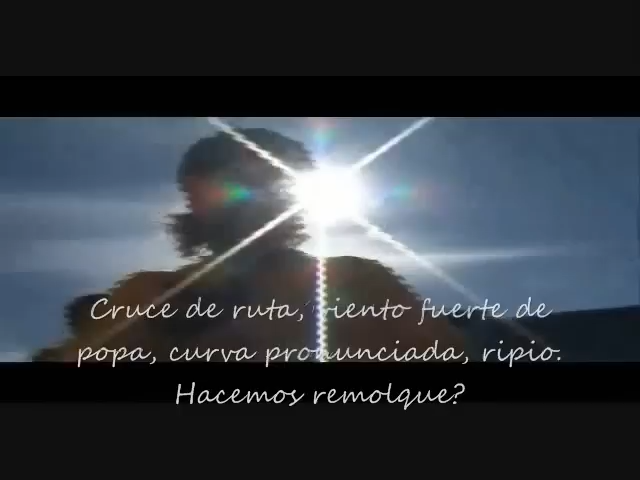 Cruce de ruta, viento fuerte de
popa, curva pronunciada, ripio.
Hacemos remolque?